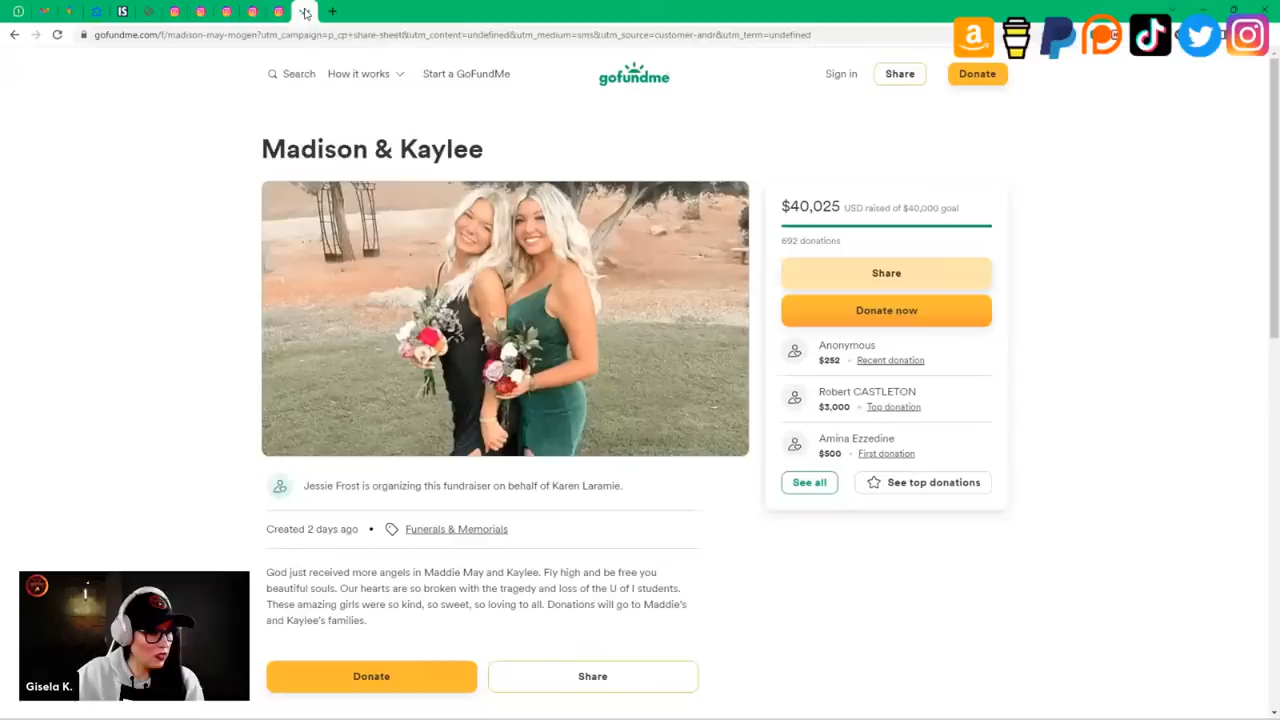 gofundme.com/f/madison-may-mogen?utm_campaign=p_cp+share-sheet&utm_content=undefined&utm_medium=sms&utm_source=customer-andr&utm_term=undefined
Search How it works Start a GoFundMe gofundme Sign in Share Donate
Madison & Kaylee
$40,025 USD raised of $40,000 goal
692 donations
Share
Donate now
Anonymous
$252 • Recent donation
Robert CASTLETON
$3,000 • Top donation
Amina Ezzedine
$500 • First donation
See all See top donations
Jessie Frost is organizing this fundraiser on behalf of Karen Laramie.
Created 2 days ago • Funerals & Memorials
God just received more angels in Maddie May and Kaylee. Fly high and be free you
beautiful souls. Our hearts are so broken with the tragedy and loss of the U of I students.
These amazing girls were so kind, so sweet, so loving to all. Donations will go to Maddie's
and Kaylee's families.
Donate Share
Gisela K.